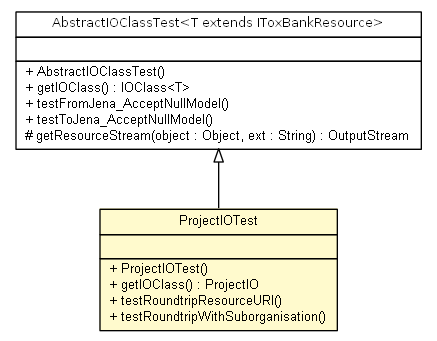 AbstractIOClassTest<T extends IToxBankResource>
+ AbstractIOClassTest()
+ getIOClass() : IOClass<T>
+ testFromJena_AcceptNullModel()
+ testToJena_AcceptNullModel()
# getResourceStream(object : Object, ext : String) : OutputStream
ProjectIOTest
+ ProjectIOTest()
+ getIOClass() : ProjectIO
+ testRoundtripResourceURI()
+ testRoundtripWithSuborganisation()